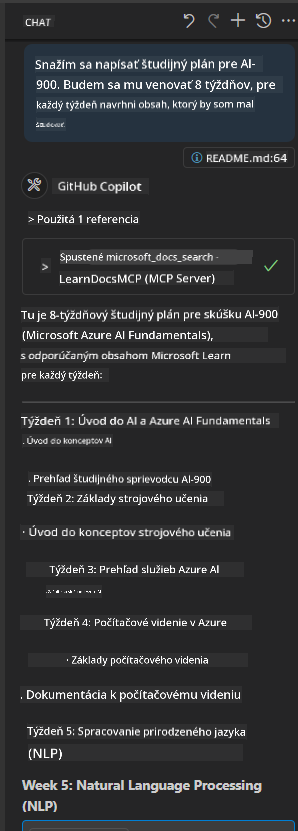 CHAT
Snažím sa napísať študijný plán pre AI-
900. Budem sa mu venovať 8 týždňov, pre
každý týždeň navrhni obsah, ktorý by som mal
študovať.
README.md:64
GitHub Copilot
> Použitá 1 referencia
> Spustené microsoft_docs_search -
LearnDocsMCP (MCP Server)
Tu je 8-týždňový študijný plán pre skúšku AI-900
(Microsoft Azure AI Fundamentals),
s odporúčaným obsahom Microsoft Learn
pre každý týždeň:
Týždeň 1: Úvod do AI a Azure AI Fundamentals
. Úvod do konceptov AI
. Prehľad študijného sprievodcu AI-900
Týždeň 2: Základy strojového učenia
· Úvod do konceptov strojového učenia
Týždeň 3: Prehľad služieb Azure AI
Týždeň 4: Počítačové videnie v Azure
· Základy počítačového videnia
. Dokumentácia k počítačovému videniu
Týždeň 5: Spracovanie prirodzeného jazyka
(NLP)
Week 5: Natural Language Processing
(NLP)